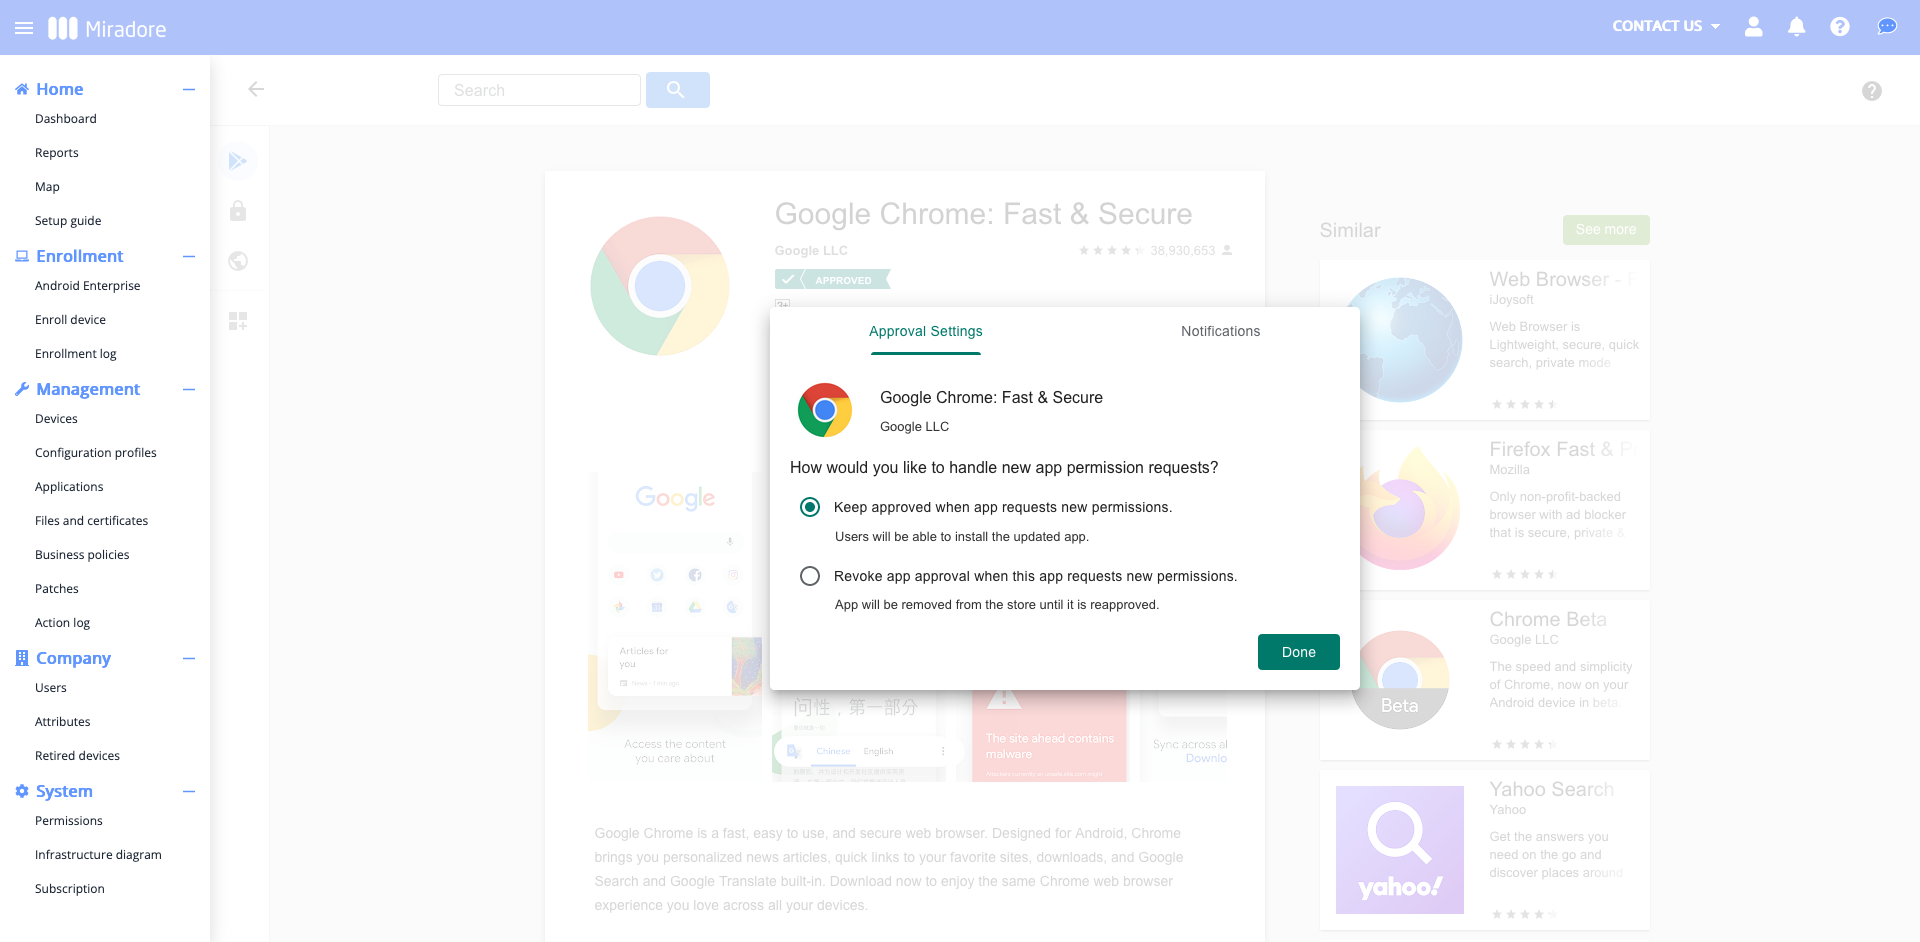 Miradore
CONTACT US
Home
Dashboard
Reports
Map
Setup guide
Enrollment
Android Enterprise
Enroll device
Enrollment log
Management
Devices
Configuration profiles
Applications
Files and certificates
Business policies
Patches
Action log
Company
Users
Attributes
Retired devices
System
Permissions
Infrastructure diagram
Subscription
Search
Google Chrome: Fast & Secure
Google LLC
38,930,653
APPROVED
3+
Approval Settings
Notifications
Google Chrome: Fast & Secure
Google LLC
How would you like to handle new app permission requests?
Keep approved when app requests new permissions.
Users will be able to install the updated app.
Revoke app approval when this app requests new permissions.
App will be removed from the store until it is reapproved.
Done
Google
Articles for
you
Access the content
you care about
问性，第一部分
Chinese English
The site ahead contains
malware
Sync across al
Downlo
Google Chrome is a fast, easy to use, and secure web browser. Designed for Android, Chrome
brings you personalized news articles, quick links to your favorite sites, downloads, and Google
Search and Google Translate built-in. Download now to enjoy the same Chrome web browser
experience you love across all your devices.
Similar
See more
Web Browser - F
iJoysoft
Web Browser is
Lightweight, secure, quick
search, private mode
Firefox Fast & P
Mozilla
Only non-profit-backed
browser with ad blocker
that is secure, private &
Chrome Beta
Google LLC
The speed and simplicity
of Chrome, now on your
Android device in beta.
Beta
Yahoo Search
Yahoo
Get the answers you
need on the go and
discover places around
yahoo!